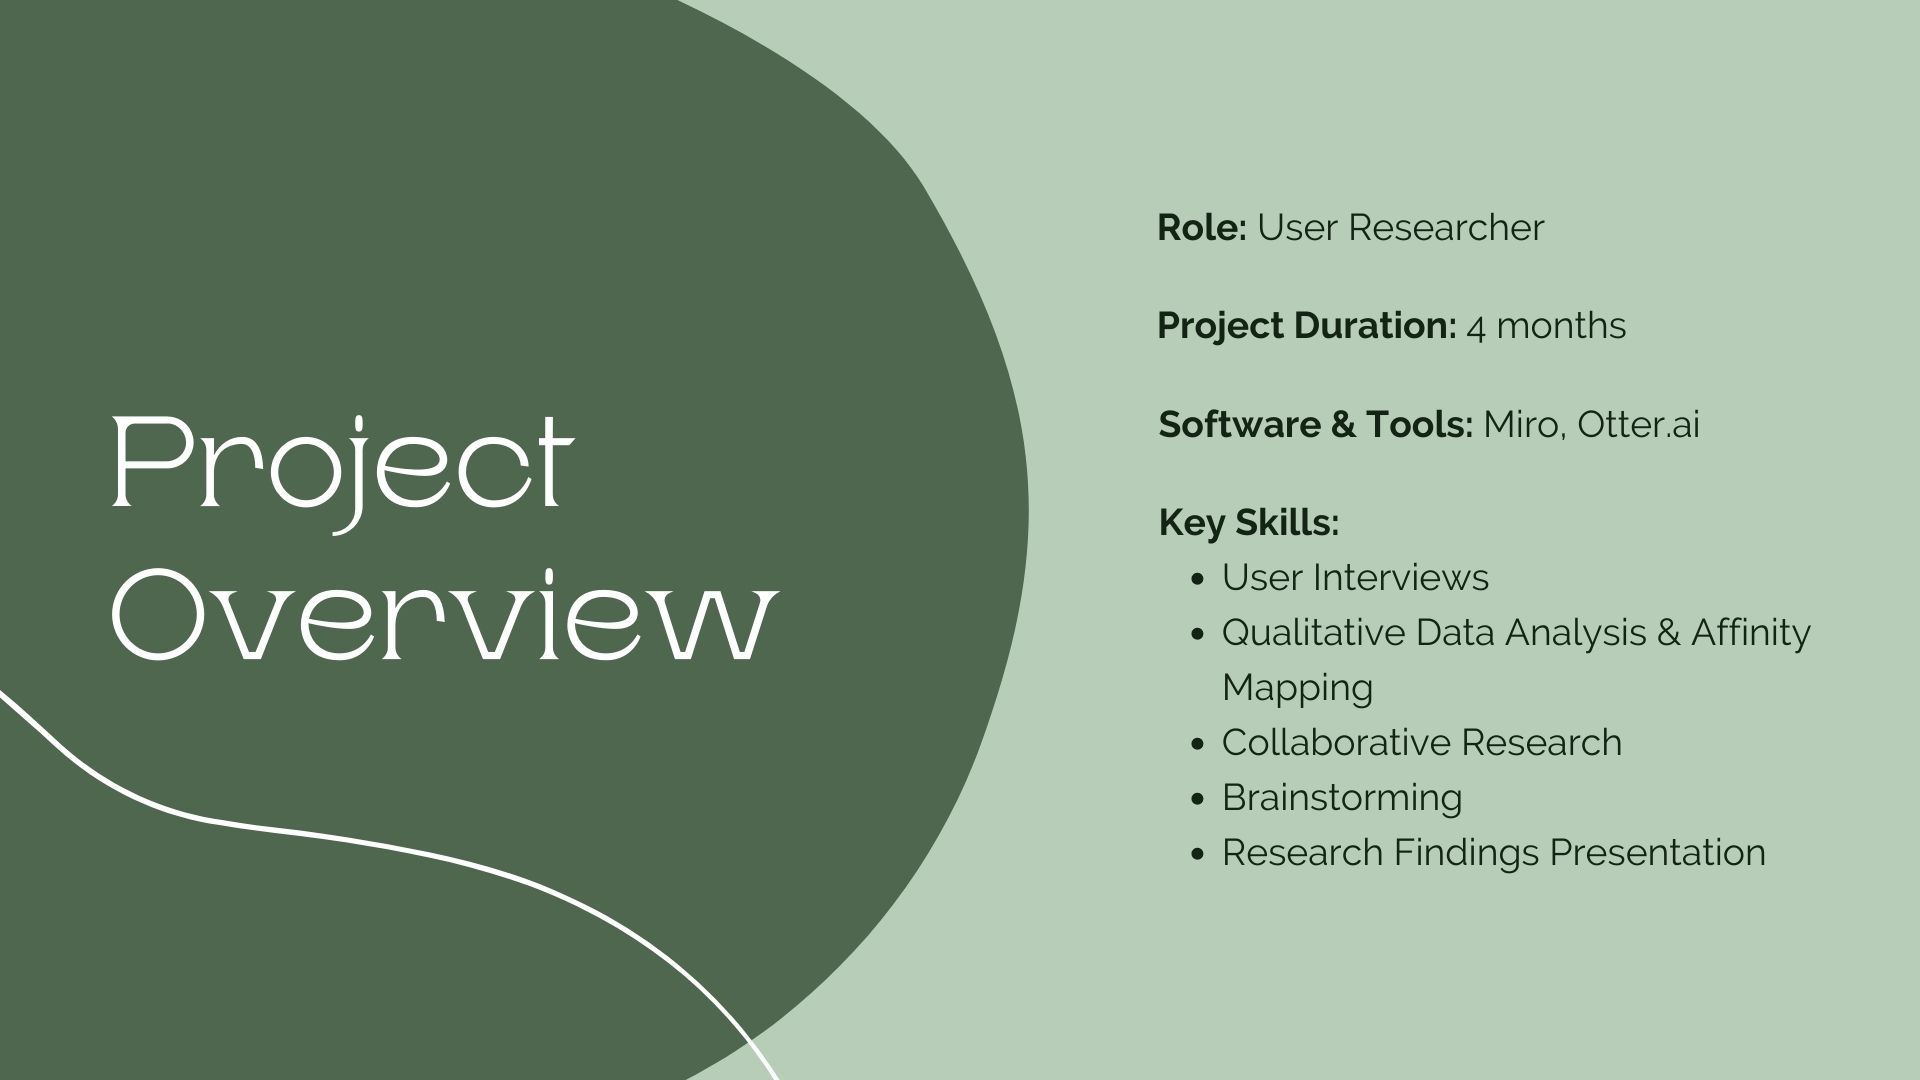 Project
Overview
Role: User Researcher
Project Duration: 4 months
Software & Tools: Miro, Otter.ai
Key Skills:
• User Interviews
• Qualitative Data Analysis & Affinity
Mapping
• Collaborative Research
• Brainstorming
• Research Findings Presentation